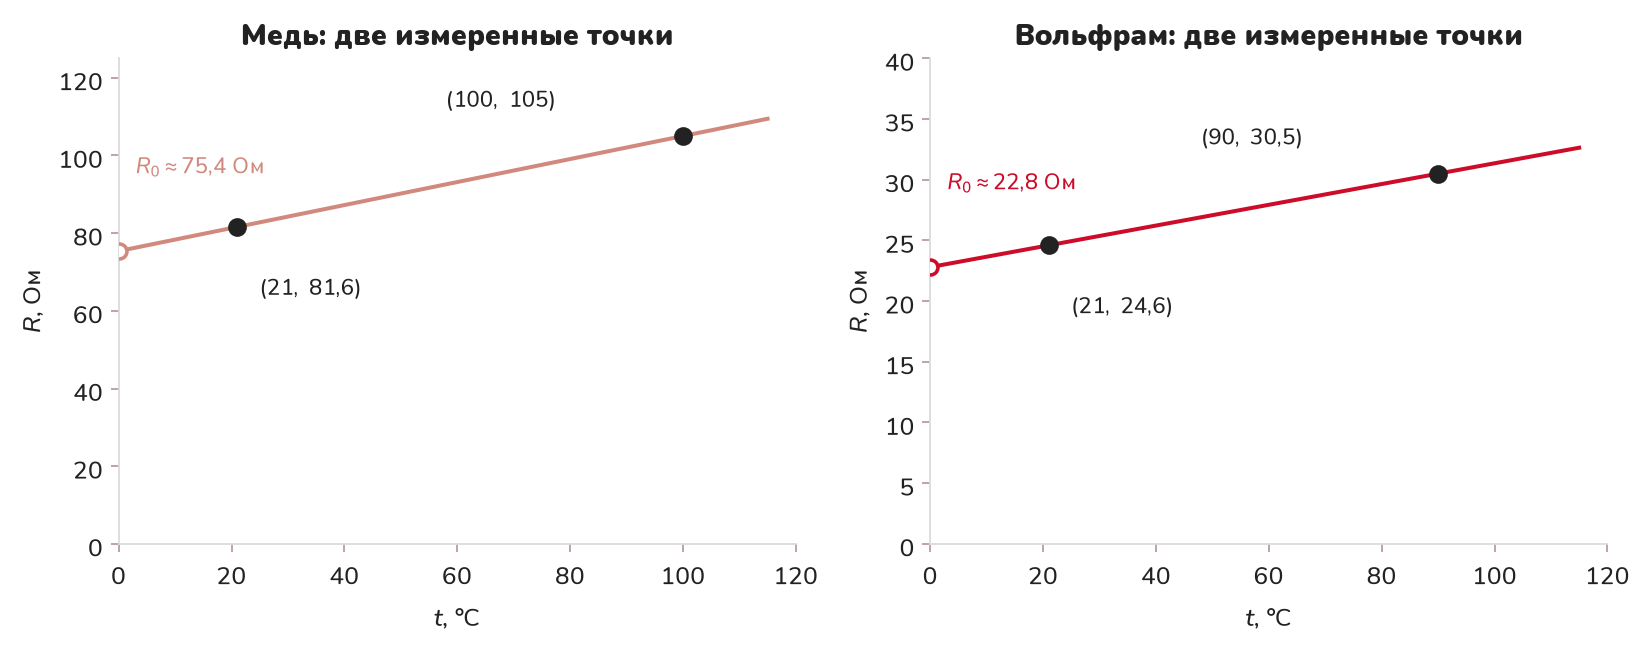 Медь: две измеренные точки
120
100
80
60
40
20
0
R, Ом
(100, 105)
R₀ ≈ 75,4 Ом
(21, 81,6)
0 20 40 60 80 100 120
t, °C
Вольфрам: две измеренные точки
40
35
30
25
20
15
10
5
0
R, Ом
(90, 30,5)
R₀ ≈ 22,8 Ом
(21, 24,6)
0 20 40 60 80 100 120
t, °C